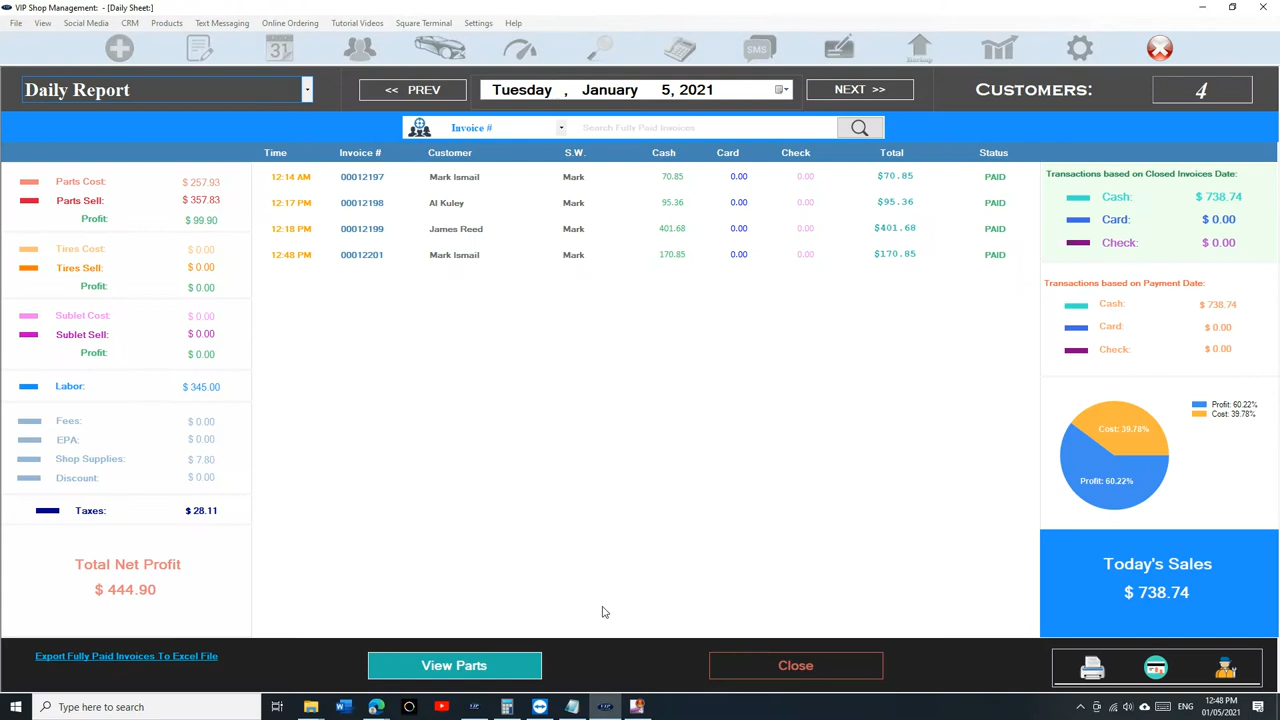 VIP Shop Management: - [Daily Sheet:]
File View Social Media CRM Products Text Messaging Online Ordering Tutorial Videos Square Terminal Settings Help
31 SMS Backup
Daily Report << PREV Tuesday , January 5, 2021 NEXT >> Customers: 4
Invoice # Search Fully Paid Invoices
Time Invoice # Customer S.W. Cash Card Check Total Status
12:14 AM 00012197 Mark Ismail Mark 70.85 0.00 0.00 $70.85 PAID
12:17 PM 00012198 Al Kuley Mark 95.36 0.00 0.00 $95.36 PAID
12:18 PM 00012199 James Reed Mark 401.68 0.00 0.00 $401.68 PAID
12:48 PM 00012201 Mark Ismail Mark 170.85 0.00 0.00 $170.85 PAID
Parts Cost: $ 257.93
Parts Sell: $ 357.83
Profit: $ 99.90
Tires Cost: $ 0.00
Tires Sell: $ 0.00
Profit: $ 0.00
Sublet Cost: $ 0.00
Sublet Sell: $ 0.00
Profit: $ 0.00
Labor: $ 345.00
Fees: $ 0.00
EPA: $ 0.00
Shop Supplies: $ 7.80
Discount: $ 0.00
Taxes: $ 28.11
Total Net Profit
$ 444.90
Transactions based on Closed Invoices Date:
Cash: $ 738.74
Card: $ 0.00
Check: $ 0.00
Transactions based on Payment Date:
Cash: $ 738.74
Card: $ 0.00
Check: $ 0.00
Profit: 60.22%
Cost: 39.78%
Cost: 39.78%
Profit: 60.22%
Today's Sales
$ 738.74
Export Fully Paid Invoices To Excel File View Parts Close
Type here to search VIP VIP ENG 12:48 PM
01/05/2021